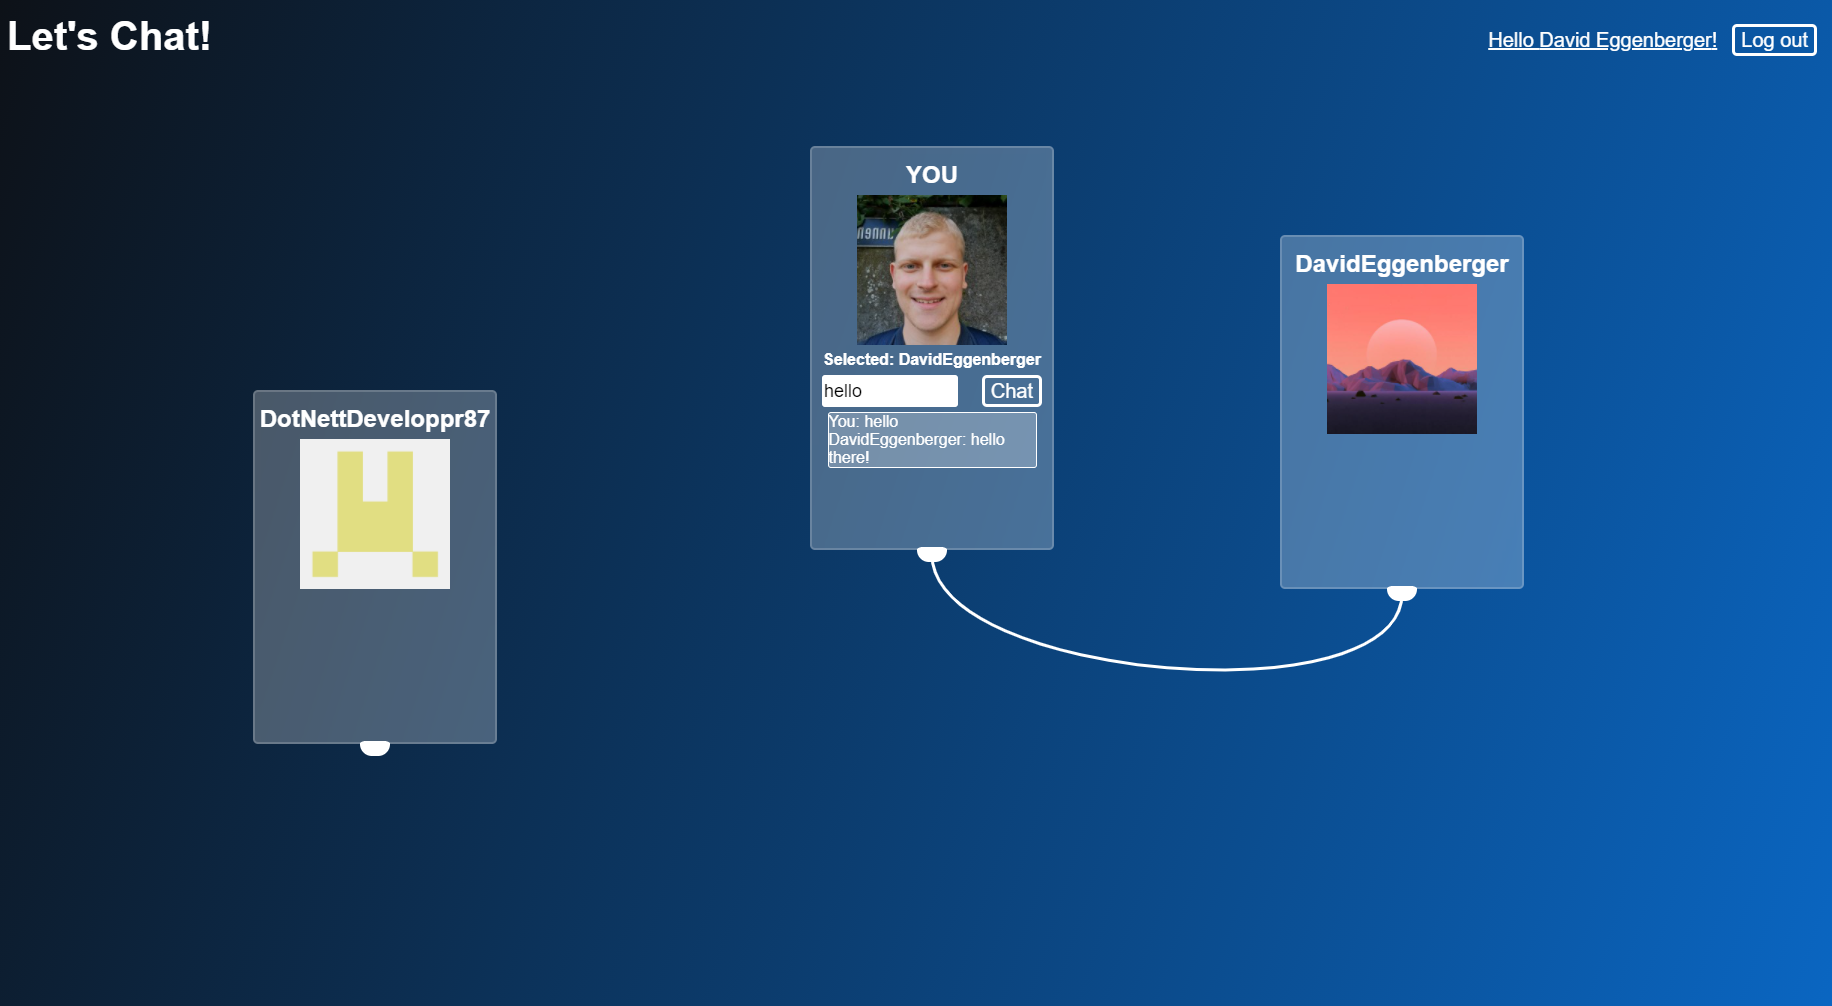 Let's Chat!
Hello David Eggenberger!
Log out
YOU
Selected: DavidEggenberger
hello
Chat
You: hello
DavidEggenberger: hello
there!
DavidEggenberger
DotNettDeveloppr87